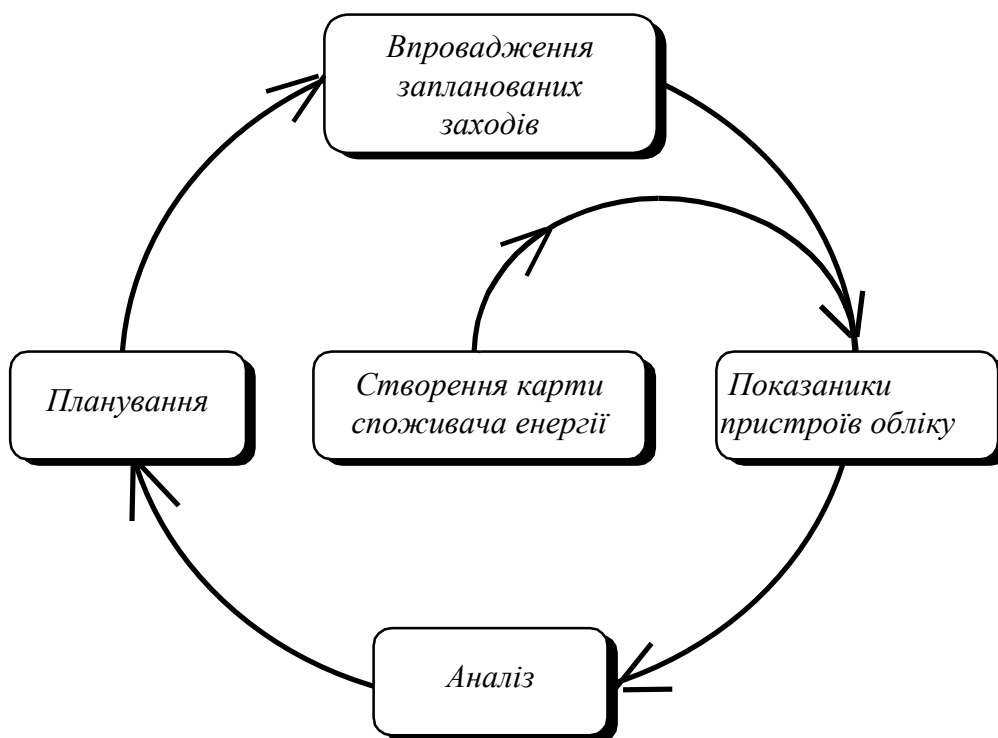 Впровадження
запланованих
заходів
Планування
Створення карти
споживача енергії
Показаники
пристроїв обліку
Аналіз